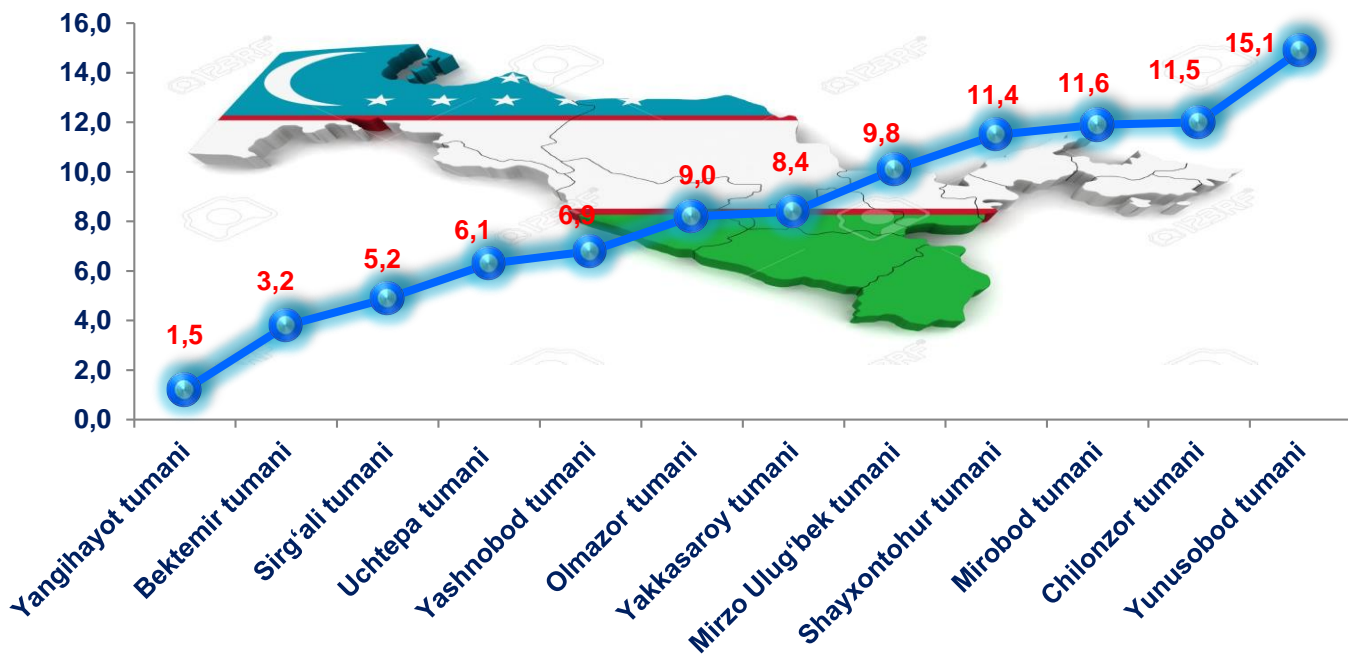 16,0
14,0
12,0
10,0
8,0
6,0
4,0
2,0
0,0
1,5
3,2
5,2
6,1
6,9
9,0
8,4
9,8
11,4
11,6
11,5
15,1
Yangihayot tumani
Bektemir tumani
Sirg‘ali tumani
Uchtepa tumani
Yashnobod tumani
Olmazor tumani
Yakkasaroy tumani
Mirzo Ulug‘bek tumani
Shayxontohur tumani
Mirobod tumani
Chilonzor tumani
Yunusobod tumani